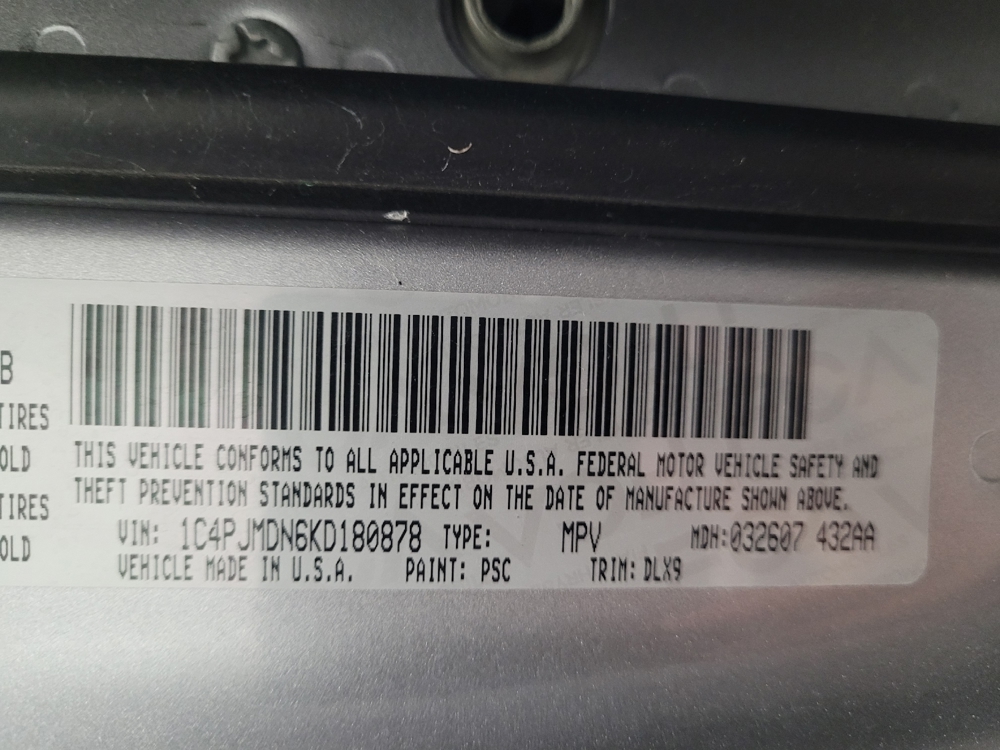 B
TIRES
OLD
TIRES
OLD
THIS VEHICLE CONFORMS TO ALL APPLICABLE U.S.A. FEDERAL MOTOR VEHICLE SAFETY AND
THEFT PREVENTION STANDARDS IN EFFECT ON THE DATE OF MANUFACTURE SHOWN ABOVE.
VIN: 1C4PJMDN6KD180878 TYPE: MPV MDH:032607 432AA
VEHICLE MADE IN U.S.A. PAINT: PSC TRIM: DLX9